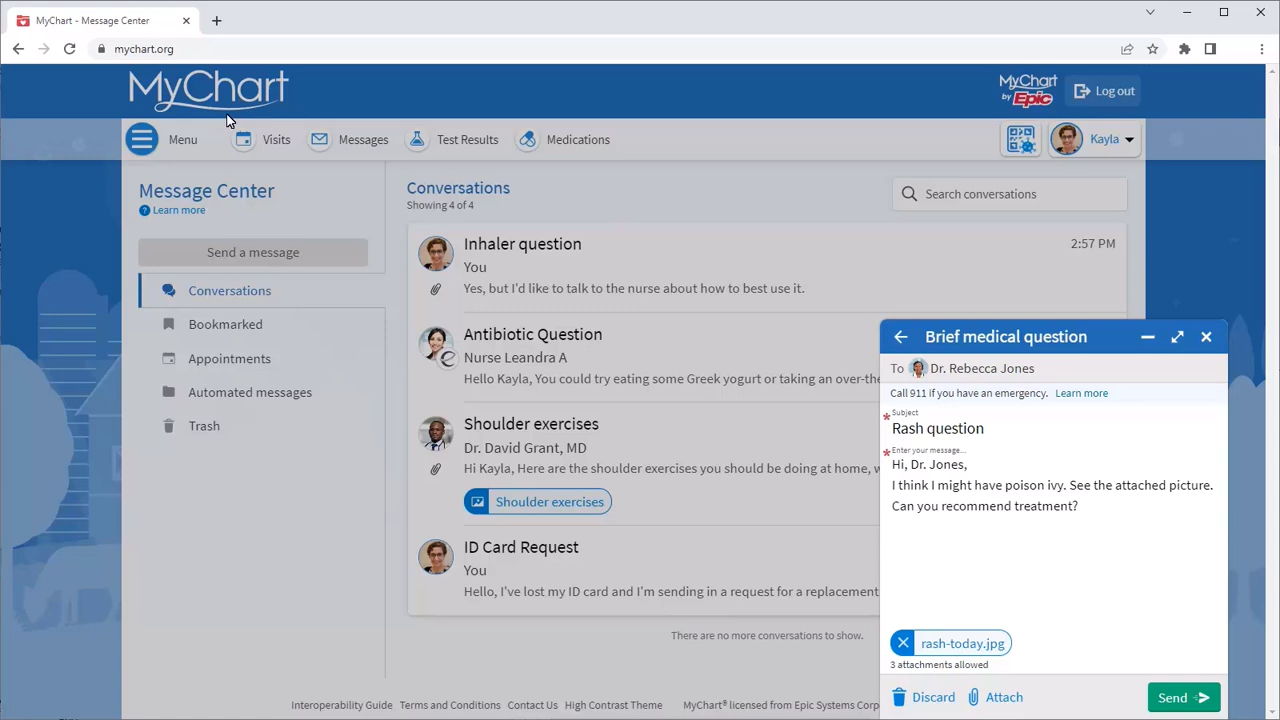 MyChart - Message Center
mychart.org
MyChart
MyChart
by Epic
Log out
Menu
Visits
Messages
Test Results
Medications
Kayla
Message Center
Learn more
Send a message
Conversations
Bookmarked
Appointments
Automated messages
Trash
Conversations
Showing 4 of 4
Search conversations
Inhaler question
2:57 PM
You
Yes, but I'd like to talk to the nurse about how to best use it.
Antibiotic Question
Nurse Leandra A
Hello Kayla, You could try eating some Greek yogurt or taking an over-the
Shoulder exercises
Dr. David Grant, MD
Hi Kayla, Here are the shoulder exercises you should be doing at home, w
Shoulder exercises
ID Card Request
You
Hello, I've lost my ID card and I'm sending in a request for a replacement
There are no more conversations to show.
Interoperability Guide
Terms and Conditions
Contact Us
High Contrast Theme
MyChart® licensed from Epic Systems Corp
Brief medical question
To Dr. Rebecca Jones
Call 911 if you have an emergency. Learn more
* Subject
Rash question
* Enter your message...
Hi, Dr. Jones,
I think I might have poison ivy. See the attached picture.
Can you recommend treatment?
rash-today.jpg
3 attachments allowed
Discard
Attach
Send